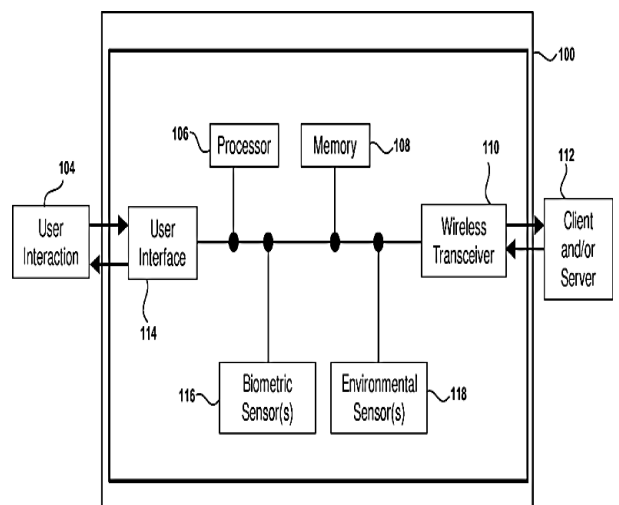 100
106
Processor
Memory
108
110
112
104
User
Interaction
User
Interface
114
Wireless
Transceiver
Client
and/or
Server
116
Biometric
Sensor(s)
Environmental
Sensor(s)
118